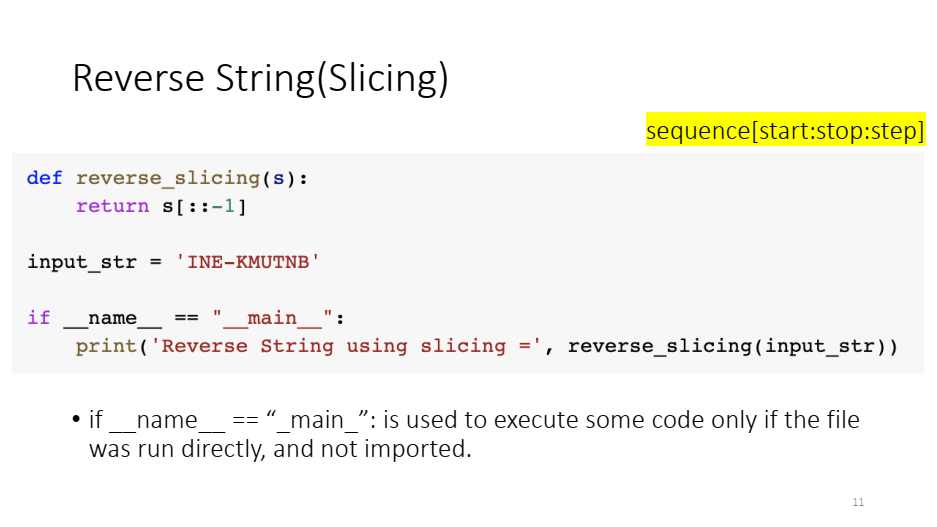 Reverse String(Slicing)
sequence[start:stop:step]
def reverse_slicing(s):
    return s[::-1]
input_str = 'INE-KMUTNB'
if __name__ == "__main__":
    print('Reverse String using slicing =', reverse_slicing(input_str))
• if __name__ == “_main_”: is used to execute some code only if the file
was run directly, and not imported.
11